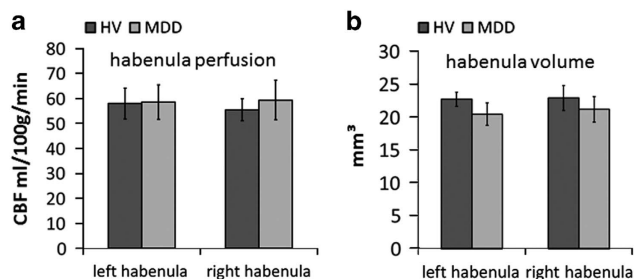 a
HV MDD
habenula perfusion
CBF ml/100g/min
80
70
60
50
40
30
20
10
0
left habenula right habenula
b
HV MDD
habenula volume
mm³
30
25
20
15
10
5
0
left habenula right habenula